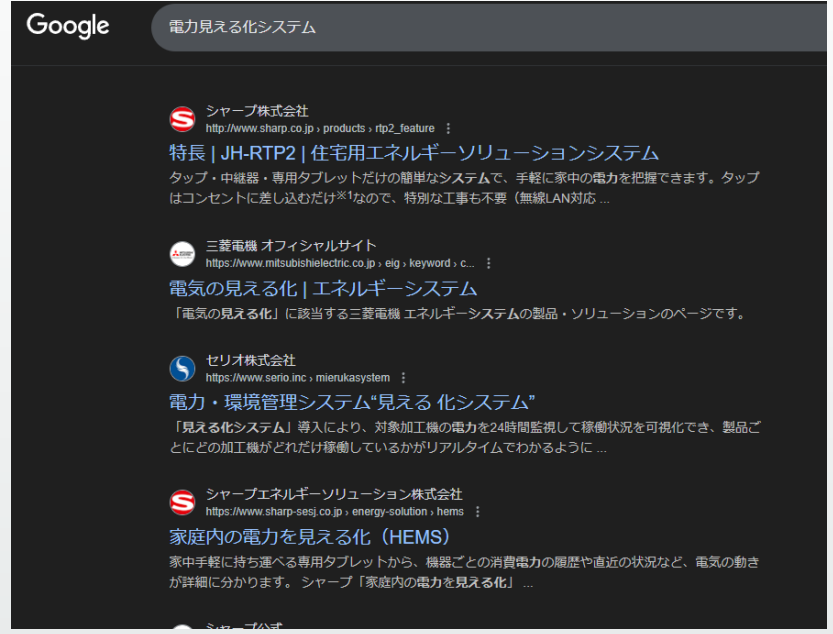 Google
電力見える化システム
シャープ株式会社
http://www.sharp.co.jp › products › rtp2_feature
特長 | JH-RTP2 | 住宅用エネルギーソリューションシステム
タップ・中継器・専用タブレットだけの簡単なシステムで、手軽に家中の電力を把握できます。タップ
はコンセントに差し込むだけ※1なので、特別な工事も不要（無線LAN対応 ...
三菱電機 オフィシャルサイト
https://www.mitsubishielectric.co.jp › eig › keyword › c...
電気の見える化 | エネルギーシステム
「電気の見える化」に該当する三菱電機 エネルギーシステムの製品・ソリューションのページです。
セリオ株式会社
https://www.serio.inc › mierukasystem
電力・環境管理システム“見える 化システム”
「見える化システム」導入により、対象加工機の電力を24時間監視して稼働状況を可視化でき、製品ご
とにどの加工機がどれだけ稼働しているかがリアルタイムでわかるように ...
シャープエネルギーソリューション株式会社
https://www.sharp-sesj.co.jp › energy-solution › hems
家庭内の電力を見える化（HEMS）
家中手軽に持ち運べる専用タブレットから、機器ごとの消費電力の履歴や直近の状況など、電気の動き
が詳細に分かります。 シャープ「家庭内の電力を見える化」 ...
シャープ公式